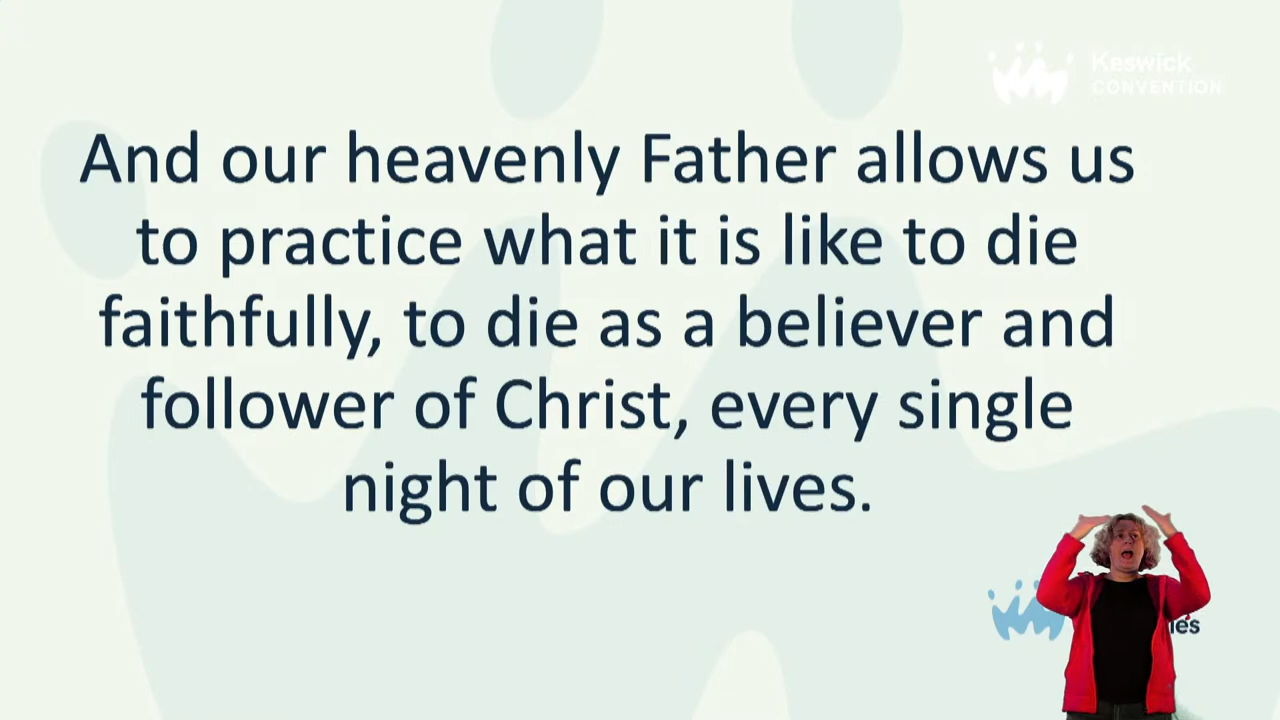 Keswick
CONVENTION
And our heavenly Father allows us
to practice what it is like to die
faithfully, to die as a believer and
follower of Christ, every single
night of our lives.